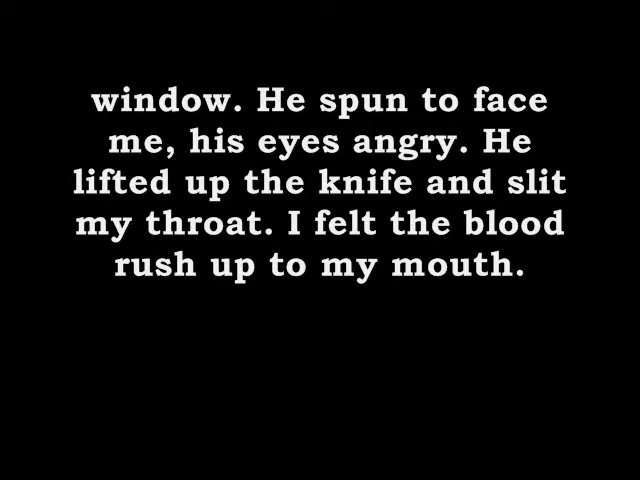 window. He spun to face
me, his eyes angry. He
lifted up the knife and slit
my throat. I felt the blood
rush up to my mouth.